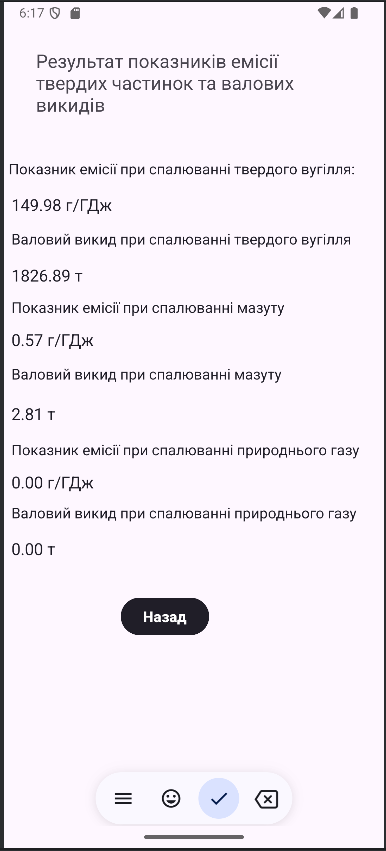 6:17
Результат показників емісії
твердих частинок та валових
викидів
Показник емісії при спалюванні твердого вугілля:
149.98 г/ГДж
Валовий викид при спалюванні твердого вугілля
1826.89 т
Показник емісії при спалюванні мазуту
0.57 г/ГДж
Валовий викид при спалюванні мазуту
2.81 т
Показник емісії при спалюванні природнього газу
0.00 г/ГДж
Валовий викид при спалюванні природнього газу
0.00 т
Назад